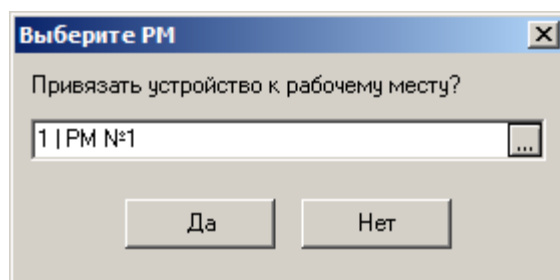 Выберите РМ
Привязать устройство к рабочему месту?
1 | РМ №1
...
Да
Нет